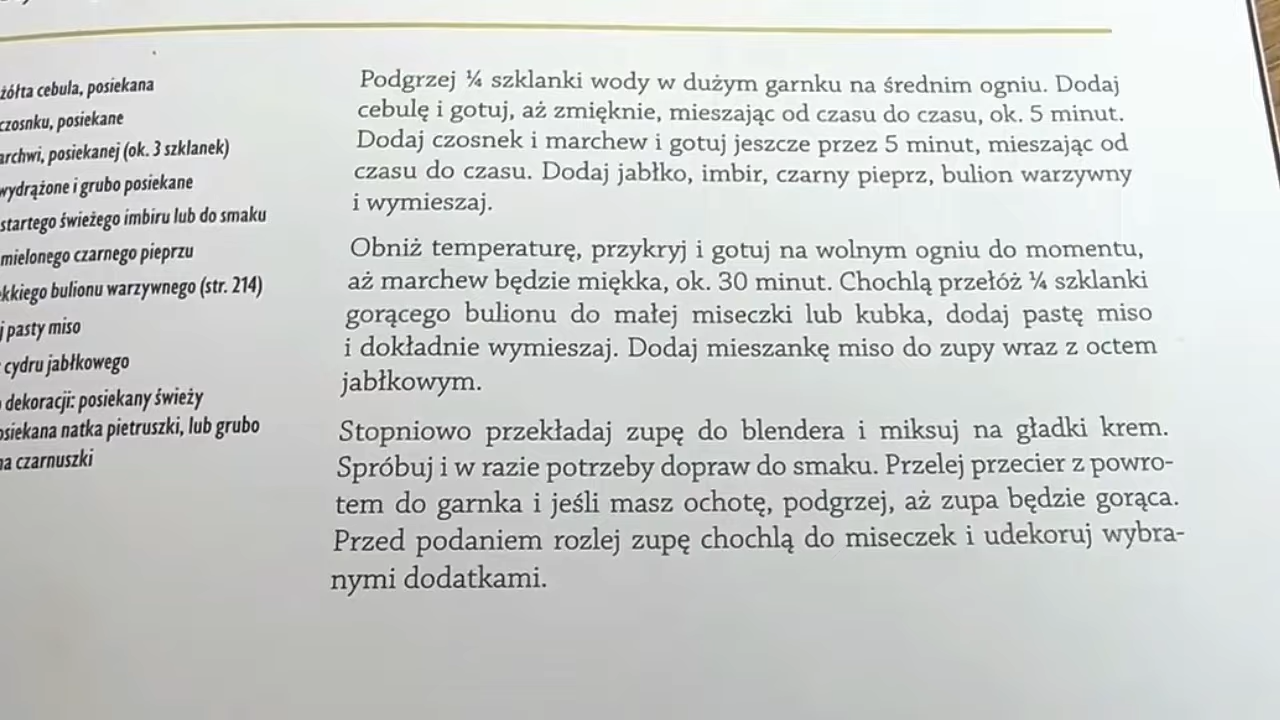 żółta cebula, posiekana
czosnku, posiekane
posiekanej (ok. 3 szklanek)
wydrążone i grubo posiekane
startego świeżego imbiru lub do smaku
mielonego czarnego pieprzu
bulionu warzywnego (str. 214)
pasty miso
cydru jabłkowego
dekoracji: posiekany świeży
natka pietruszki, lub grubo
czarnuszki
Podgrzej ¼ szklanki wody w dużym garnku na średnim ogniu. Dodaj
cebulę i gotuj, aż zmięknie, mieszając od czasu do czasu, ok. 5 minut.
Dodaj czosnek i marchew i gotuj jeszcze przez 5 minut, mieszając od
czasu do czasu. Dodaj jabłko, imbir, czarny pieprz, bulion warzywny
i wymieszaj.
Obniż temperaturę, przykryj i gotuj na wolnym ogniu do momentu,
aż marchew będzie miękka, ok. 30 minut. Chochlą przełóż ¼ szklanki
gorącego bulionu do małej miseczki lub kubka, dodaj pastę miso
i dokładnie wymieszaj. Dodaj mieszankę miso do zupy wraz z octem
jabłkowym.
Stopniowo przekładaj zupę do blendera i miksuj na gładki krem.
Spróbuj i w razie potrzeby dopraw do smaku. Przelej przecier z powro-
tem do garnka i jeśli masz ochotę, podgrzej, aż zupa będzie gorąca.
Przed podaniem rozlej zupę chochlą do miseczek i udekoruj wybra-
nymi dodatkami.